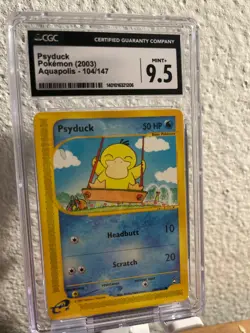 CGC
CERTIFIED GUARANTY COMPANY
Psyduck
Pokémon (2003)
Aquapolis - 104/147
MINT+
9.5
Psyduck
50 HP
Headbutt
10
Scratch
20
e